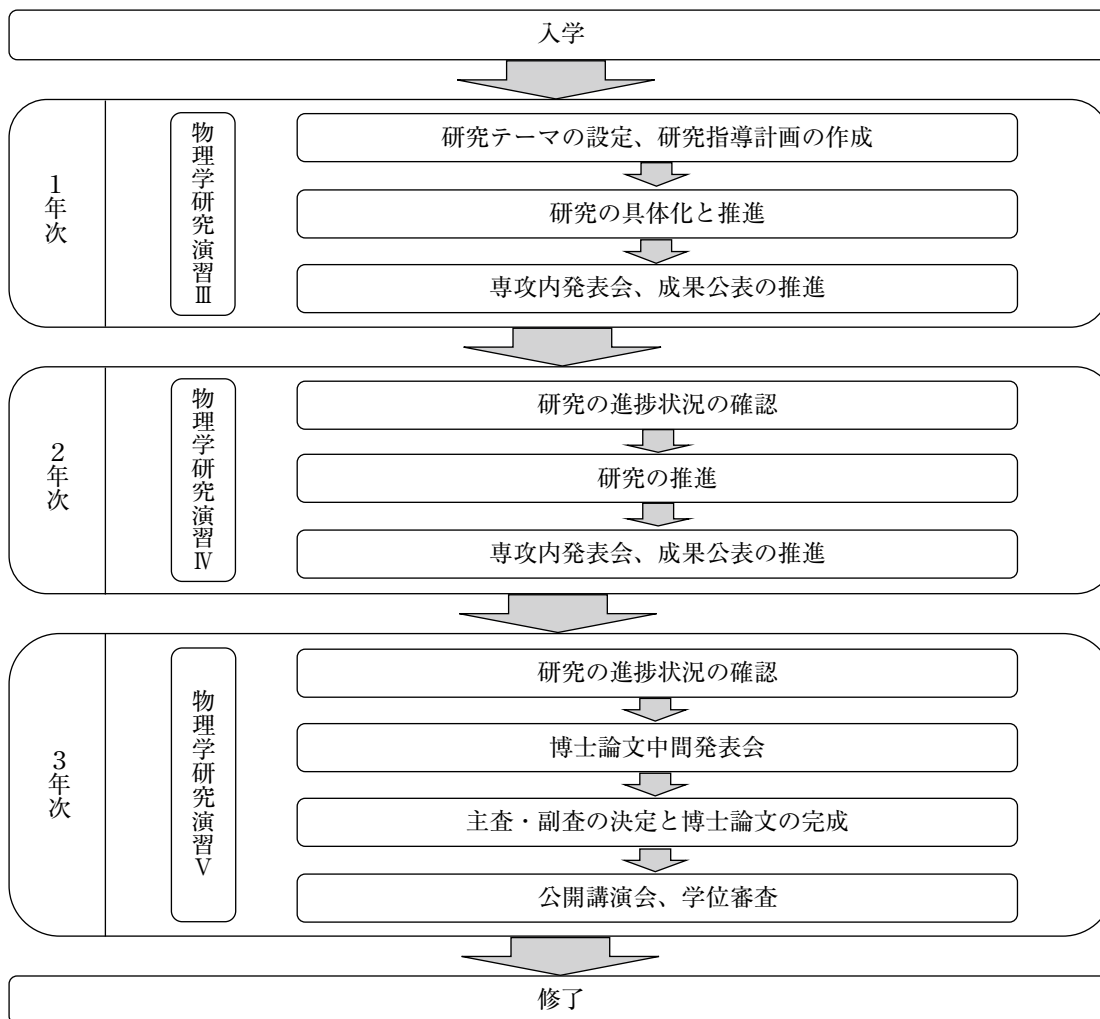 入学
1年次
物理学研究演習Ⅲ
研究テーマの設定、研究指導計画の作成
研究の具体化と推進
専攻内発表会、成果公表の推進
2年次
物理学研究演習Ⅳ
研究の進捗状況の確認
研究の推進
専攻内発表会、成果公表の推進
3年次
物理学研究演習Ⅴ
研究の進捗状況の確認
博士論文中間発表会
主査・副査の決定と博士論文の完成
公開講演会、学位審査
修了